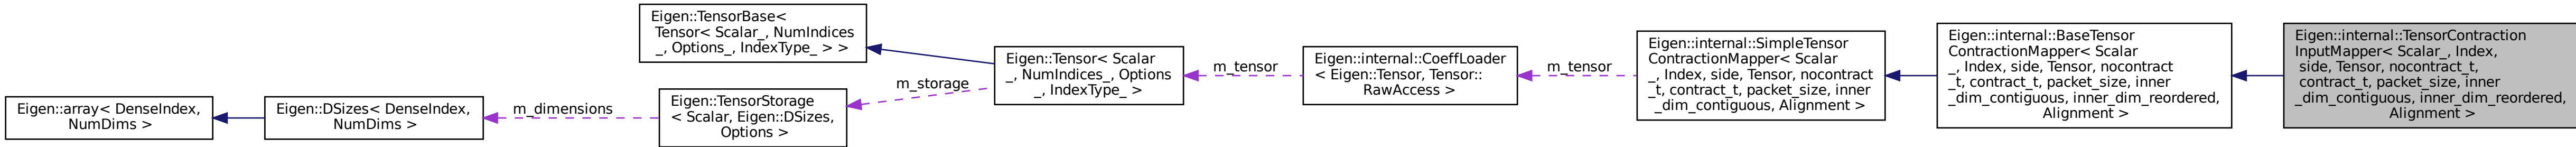 Eigen::array< DenseIndex,
NumDims >
Eigen::DSizes< DenseIndex,
NumDims >
m_dimensions
Eigen::TensorBase<
Tensor< Scalar_, NumIndices
_, Options_, IndexType_ > >
Eigen::TensorStorage
< Scalar, Eigen::DSizes,
Options >
m_storage
Eigen::Tensor< Scalar
_, NumIndices_, Options
_, IndexType_ >
m_tensor
Eigen::internal::CoeffLoader
< Eigen::Tensor, Tensor::
RawAccess >
m_tensor
Eigen::internal::SimpleTensor
ContractionMapper< Scalar
_, Index, side, Tensor, nocontract
_t, contract_t, packet_size, inner
_dim_contiguous, Alignment >
Eigen::internal::BaseTensor
ContractionMapper< Scalar
_, Index, side, Tensor, nocontract
_t, contract_t, packet_size, inner
_dim_contiguous, inner_dim_reordered,
Alignment >
Eigen::internal::TensorContraction
InputMapper< Scalar_, Index,
side, Tensor, nocontract_t,
contract_t, packet_size, inner
_dim_contiguous, inner_dim_reordered,
Alignment >